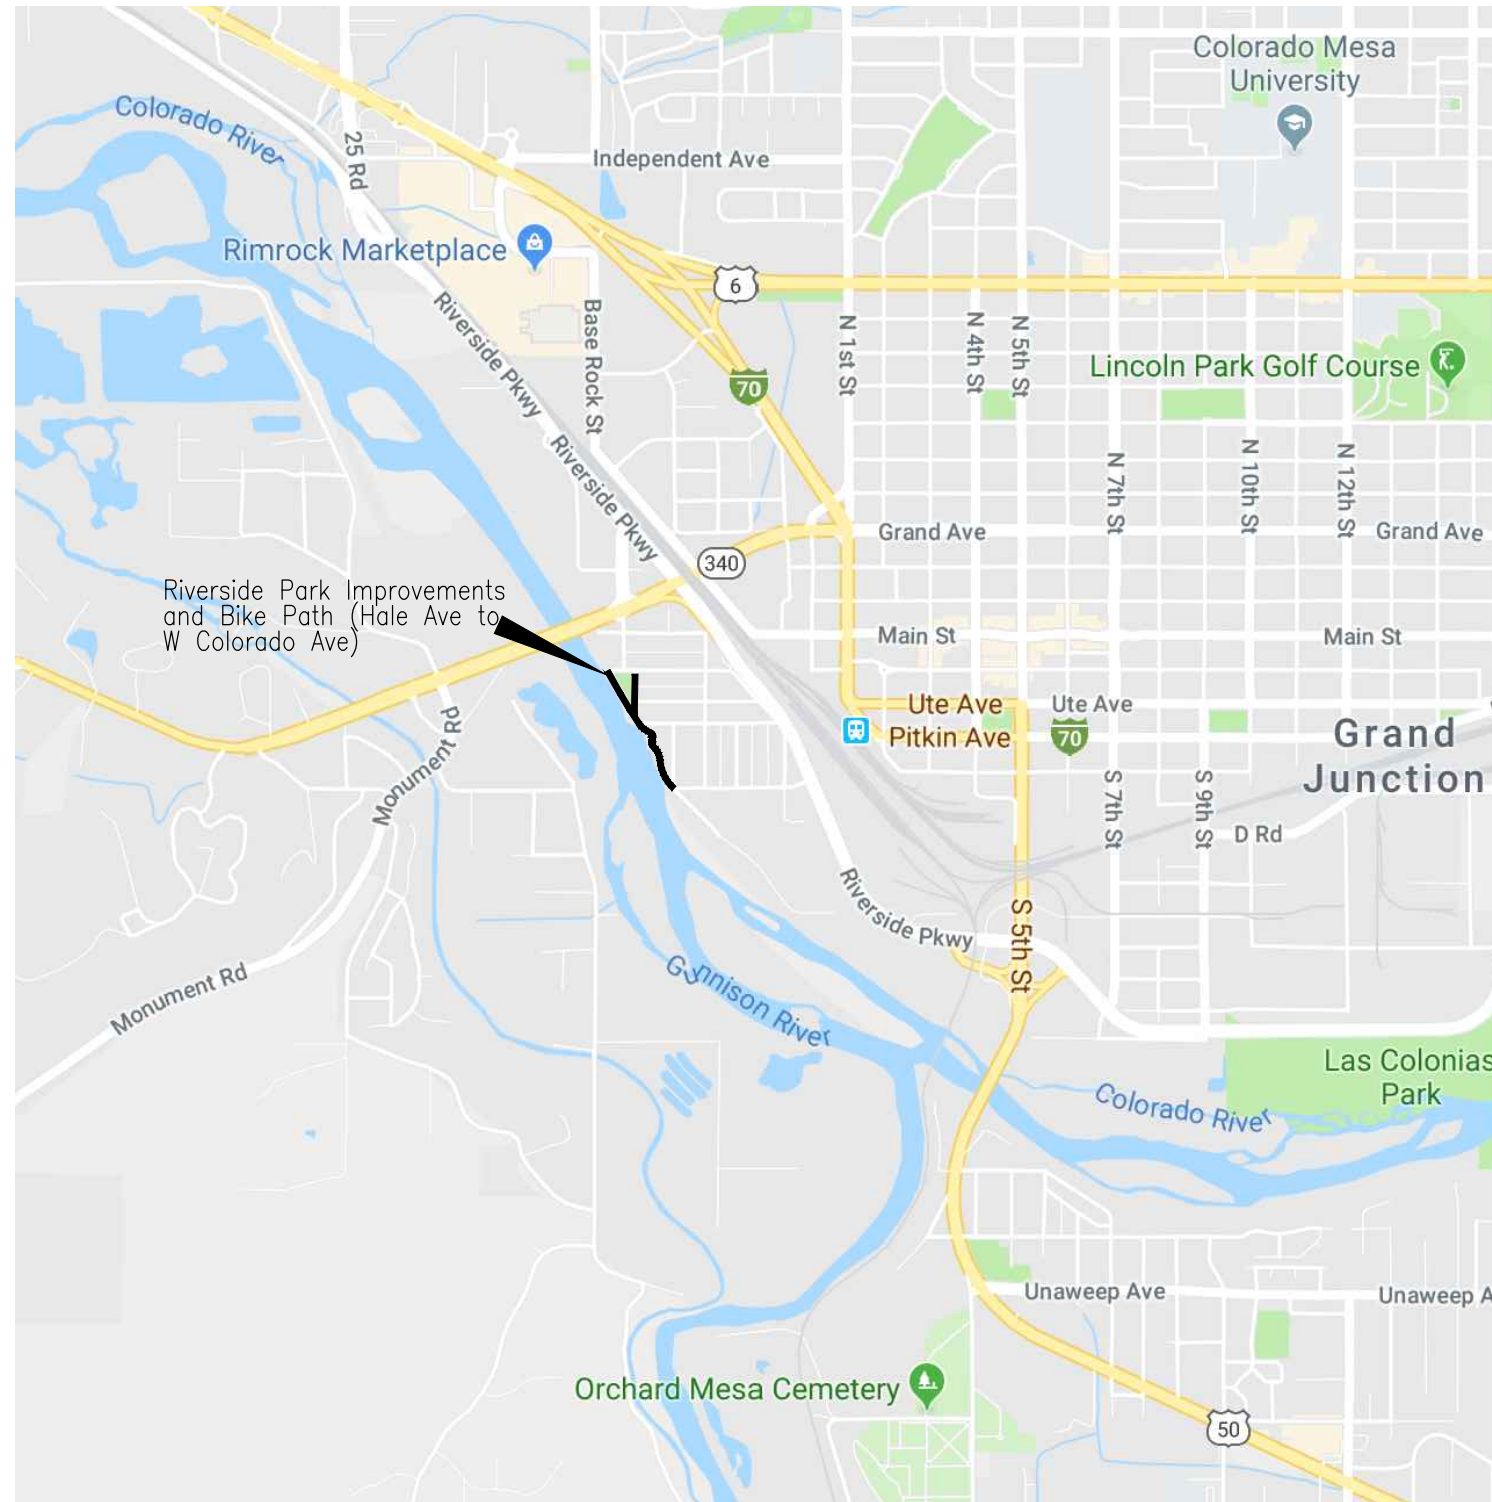 Colorado Mesa
University
Colorado River
25 Rd
Independent Ave
Rimrock Marketplace
6
Riverside Pkwy
Base Rock St
N 1st St
N 4th St
N 5th St
Lincoln Park Golf Course
70
Riverside Pkwy
N 7th St
N 10th St
N 12th St
Grand Ave
Grand Ave
340
Riverside Park Improvements
and Bike Path (Hale Ave to
W Colorado Ave)
Main St
Main St
Ute Ave
Ute Ave
Pitkin Ave
70
Grand
Junction
Monument Rd
S 7th St
S 9th St
D Rd
Riverside Pkwy
S 5th St
Monument Rd
Gunnison River
Las Colonias
Park
Colorado River
Unaweep Ave
Unaweep A
Orchard Mesa Cemetery
50